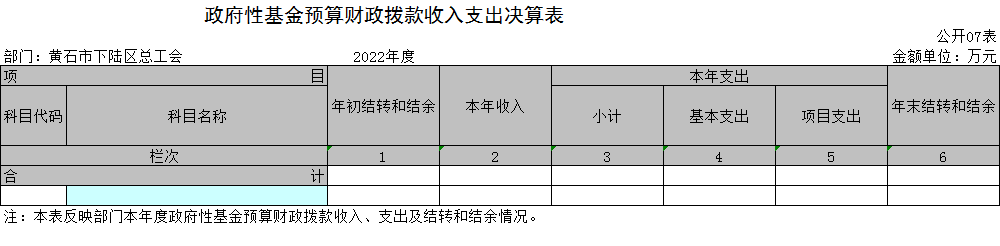 政府性基金预算财政拨款收入支出决算表
公开07表
部门：黄石市下陆区总工会 2022年度 金额单位：万元
项 目 年初结转和结余 本年收入 本年支出 年末结转和结余
科目代码 科目名称 小计 基本支出 项目支出
栏次 1 2 3 4 5 6
合 计
注：本表反映部门本年度政府性基金预算财政拨款收入、支出及结转和结余情况。